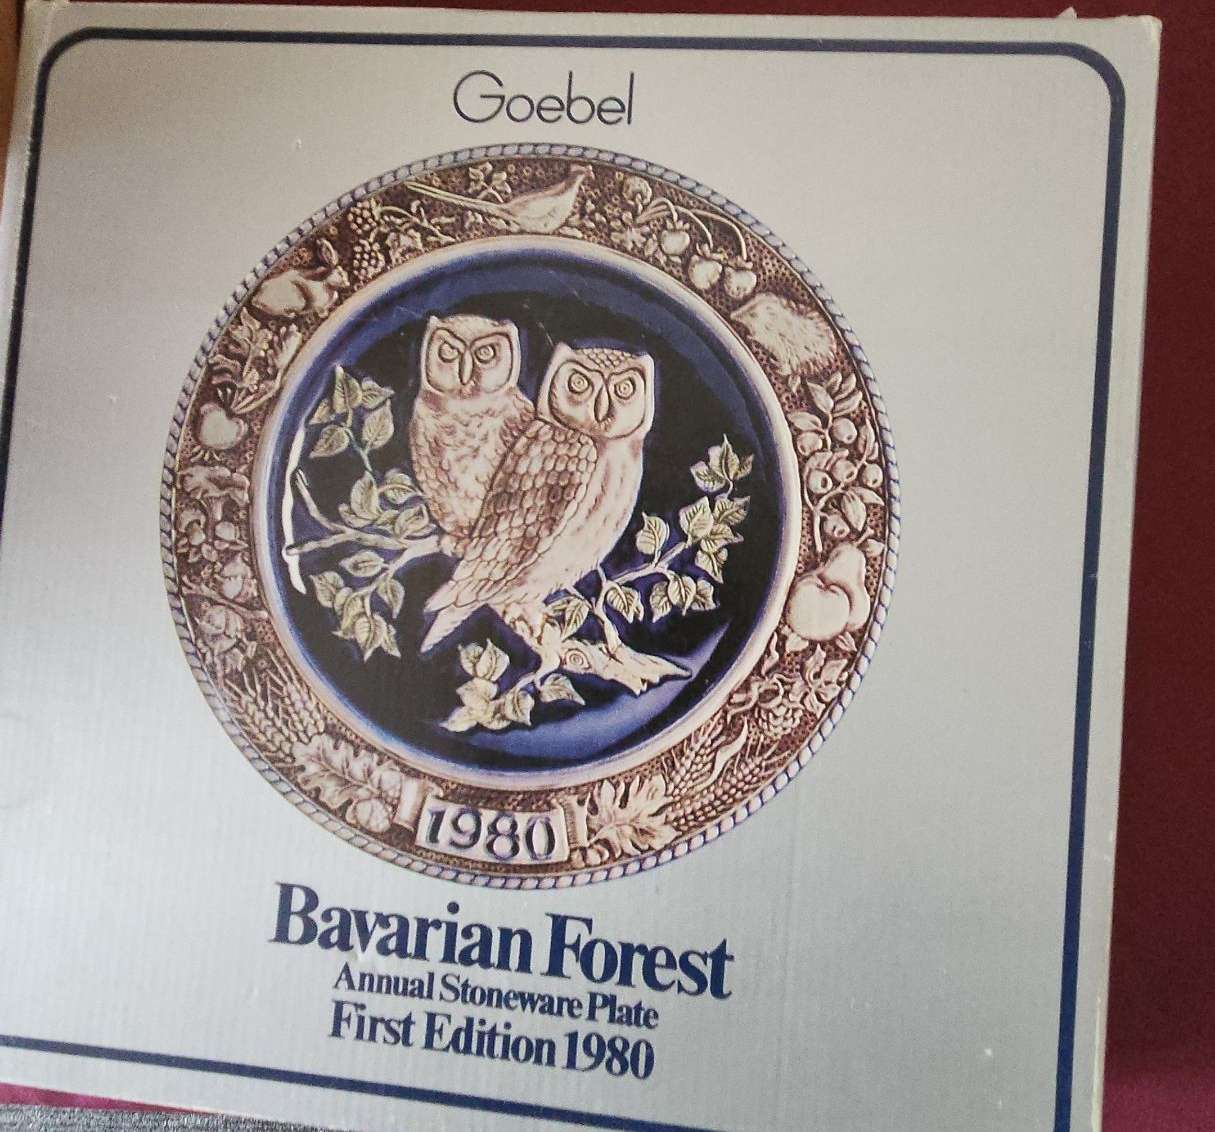 Goebel
1980
Bavarian Forest
Annual Stoneware Plate
First Edition 1980